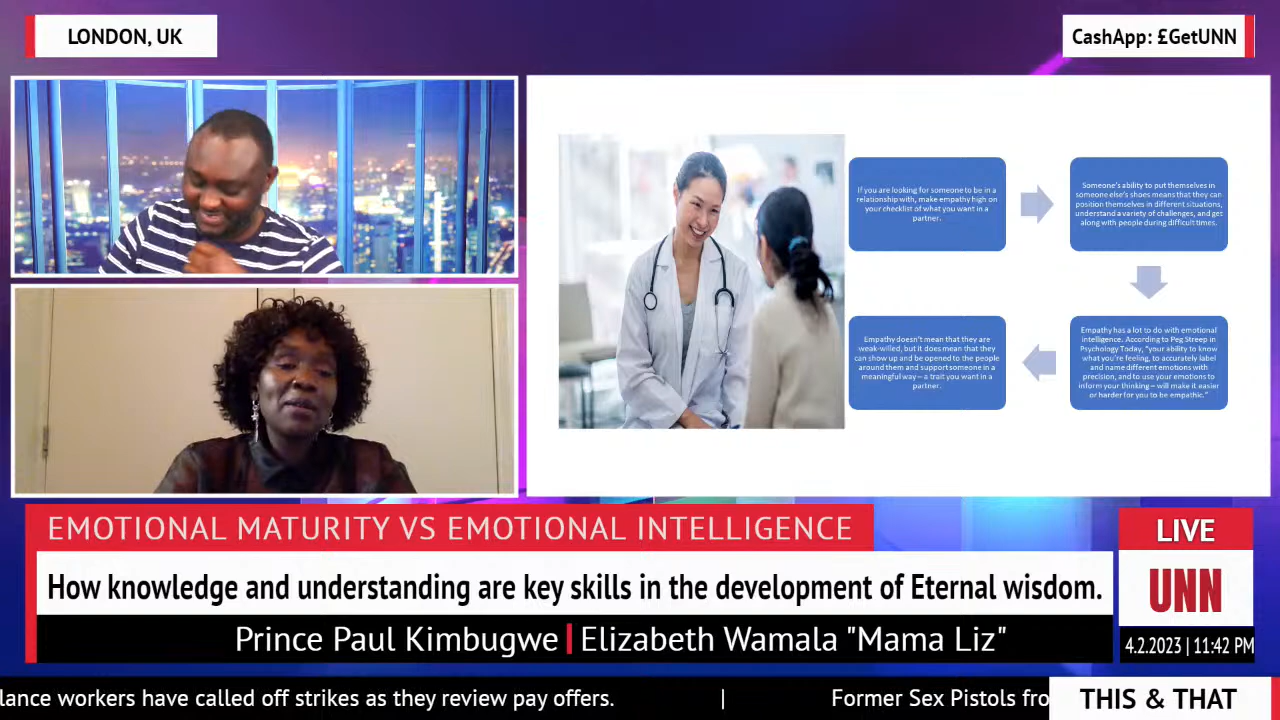 LONDON, UK
CashApp: £GetUNN
If you are looking for someone to be in a
relationship with, make empathy high on
your checklist of what you want in a
partner.
Someone's ability to put themselves in
someone else's shoes means that they can
position themselves in different situations,
understand a variety of challenges, and get
along with people during difficult times.
Empathy has a lot to do with emotional
intelligence. According to Peg Streep in
Psychology Today, "your ability to know
what you're feeling, to accurately label
and name different emotions with
precision, and to use your emotions to
inform your thinking – will make it easier
or harder for you to be empathic."
Empathy doesn't mean that they are
weak-willed, but it does mean that they
can show up and be opened to the people
around them and support someone in a
meaningful way – a trait you want in a
partner.
EMOTIONAL MATURITY VS EMOTIONAL INTELLIGENCE
How knowledge and understanding are key skills in the development of Eternal wisdom.
Prince Paul Kimbugwe | Elizabeth Wamala "Mama Liz"
LIVE
UNN
4.2.2023 | 11:42 PM
lance workers have called off strikes as they review pay offers. | Former Sex Pistols fro
THIS & THAT